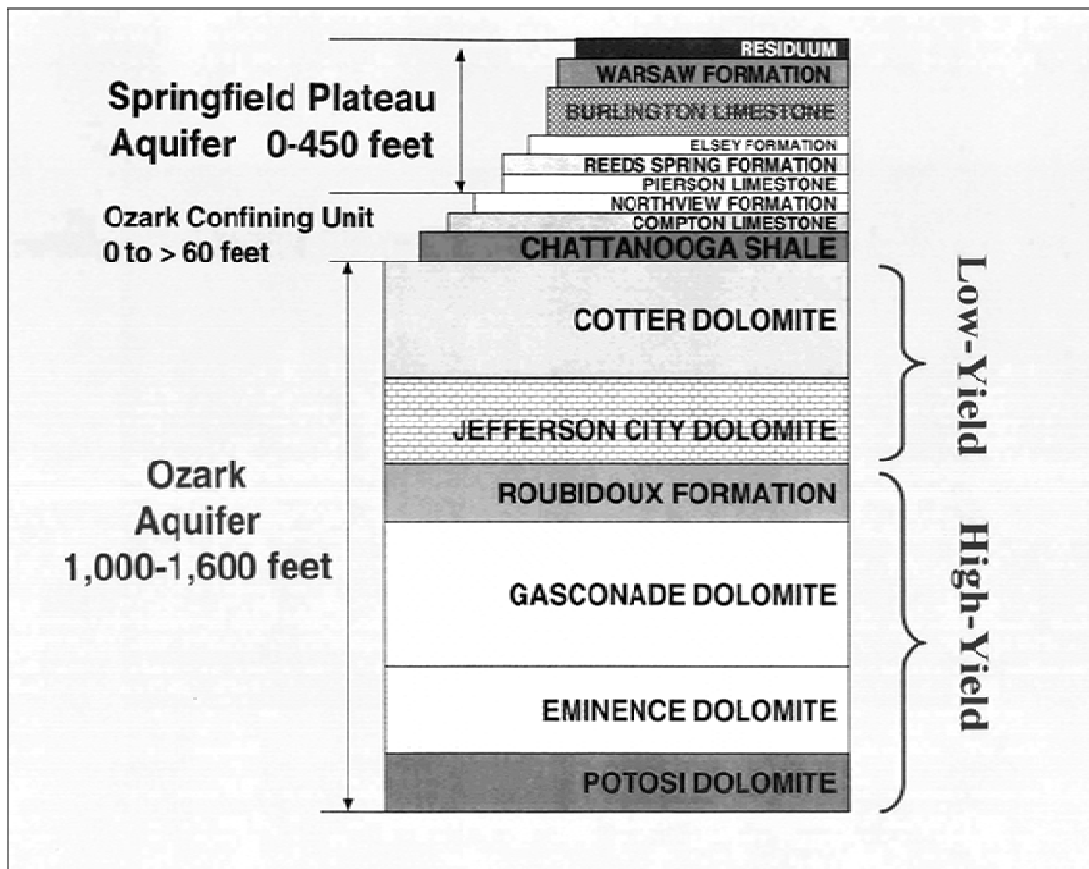 RESIDUUM
WARSAW FORMATION
BURLINGTON LIMESTONE
ELSEY FORMATION
REEDS SPRING FORMATION
PIERSON LIMESTONE
NORTHVIEW FORMATION
COMPTON LIMESTONE
CHATTANOOGA SHALE
COTTER DOLOMITE
JEFFERSON CITY DOLOMITE
ROUBIDOUX FORMATION
GASCONADE DOLOMITE
EMINENCE DOLOMITE
POTOSI DOLOMITE
Springfield Plateau
Aquifer 0-450 feet
Ozark Confining Unit
0 to > 60 feet
Ozark
Aquifer
1,000-1,600 feet
Low-Yield
High-Yield